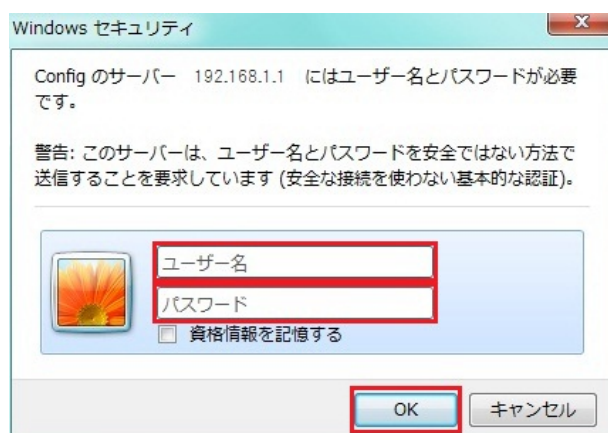 Windows セキュリティ
Config のサーバー 192.168.1.1 にはユーザー名とパスワードが必要
です。
警告: このサーバーは、ユーザー名とパスワードを安全ではない方法で
送信することを要求しています (安全な接続を使わない基本的な認証)。
ユーザー名
パスワード
資格情報を記憶する
OK キャンセル